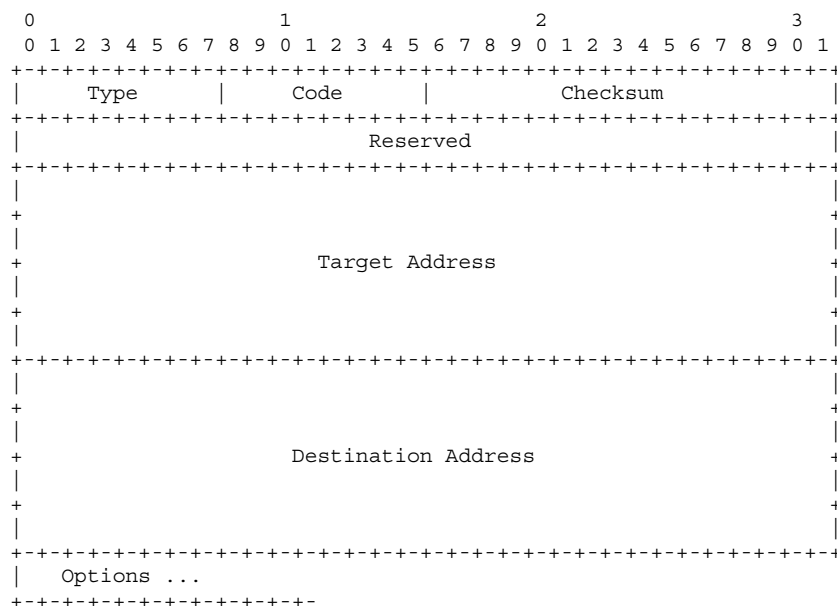 0                   1                   2                   3
 0 1 2 3 4 5 6 7 8 9 0 1 2 3 4 5 6 7 8 9 0 1 2 3 4 5 6 7 8 9 0 1
+-+-+-+-+-+-+-+-+-+-+-+-+-+-+-+-+-+-+-+-+-+-+-+-+-+-+-+-+-+-+-+-+
|     Type      |     Code      |          Checksum             |
+-+-+-+-+-+-+-+-+-+-+-+-+-+-+-+-+-+-+-+-+-+-+-+-+-+-+-+-+-+-+-+-+
|                           Reserved                            |
+-+-+-+-+-+-+-+-+-+-+-+-+-+-+-+-+-+-+-+-+-+-+-+-+-+-+-+-+-+-+-+-+
|                                                               |
+                                                               +
|                                                               |
+                       Target Address                          +
|                                                               |
+                                                               +
|                                                               |
+-+-+-+-+-+-+-+-+-+-+-+-+-+-+-+-+-+-+-+-+-+-+-+-+-+-+-+-+-+-+-+-+
|                                                               |
+                                                               +
|                                                               |
+                     Destination Address                       +
|                                                               |
+                                                               +
|                                                               |
+-+-+-+-+-+-+-+-+-+-+-+-+-+-+-+-+-+-+-+-+-+-+-+-+-+-+-+-+-+-+-+-+
|   Options ...
+-+-+-+-+-+-+-+-+-+-+-+-